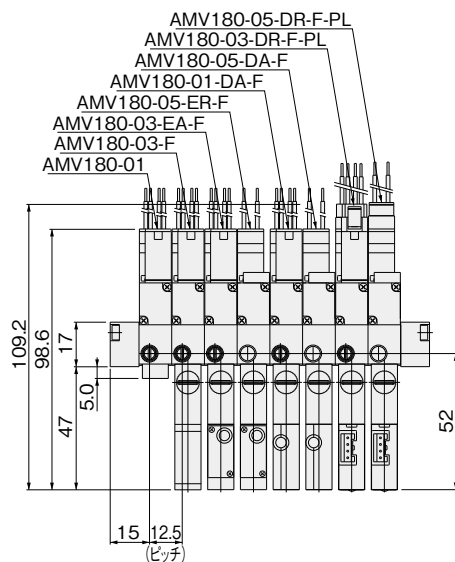 AMV180-05-DR-F-PL
AMV180-03-DR-F-PL
AMV180-05-DA-F
AMV180-01-DA-F
AMV180-05-ER-F
AMV180-03-EA-F
AMV180-03-F
AMV180-01
109.2
98.6
17
5.0
47
52
15
12.5
(ピッチ)